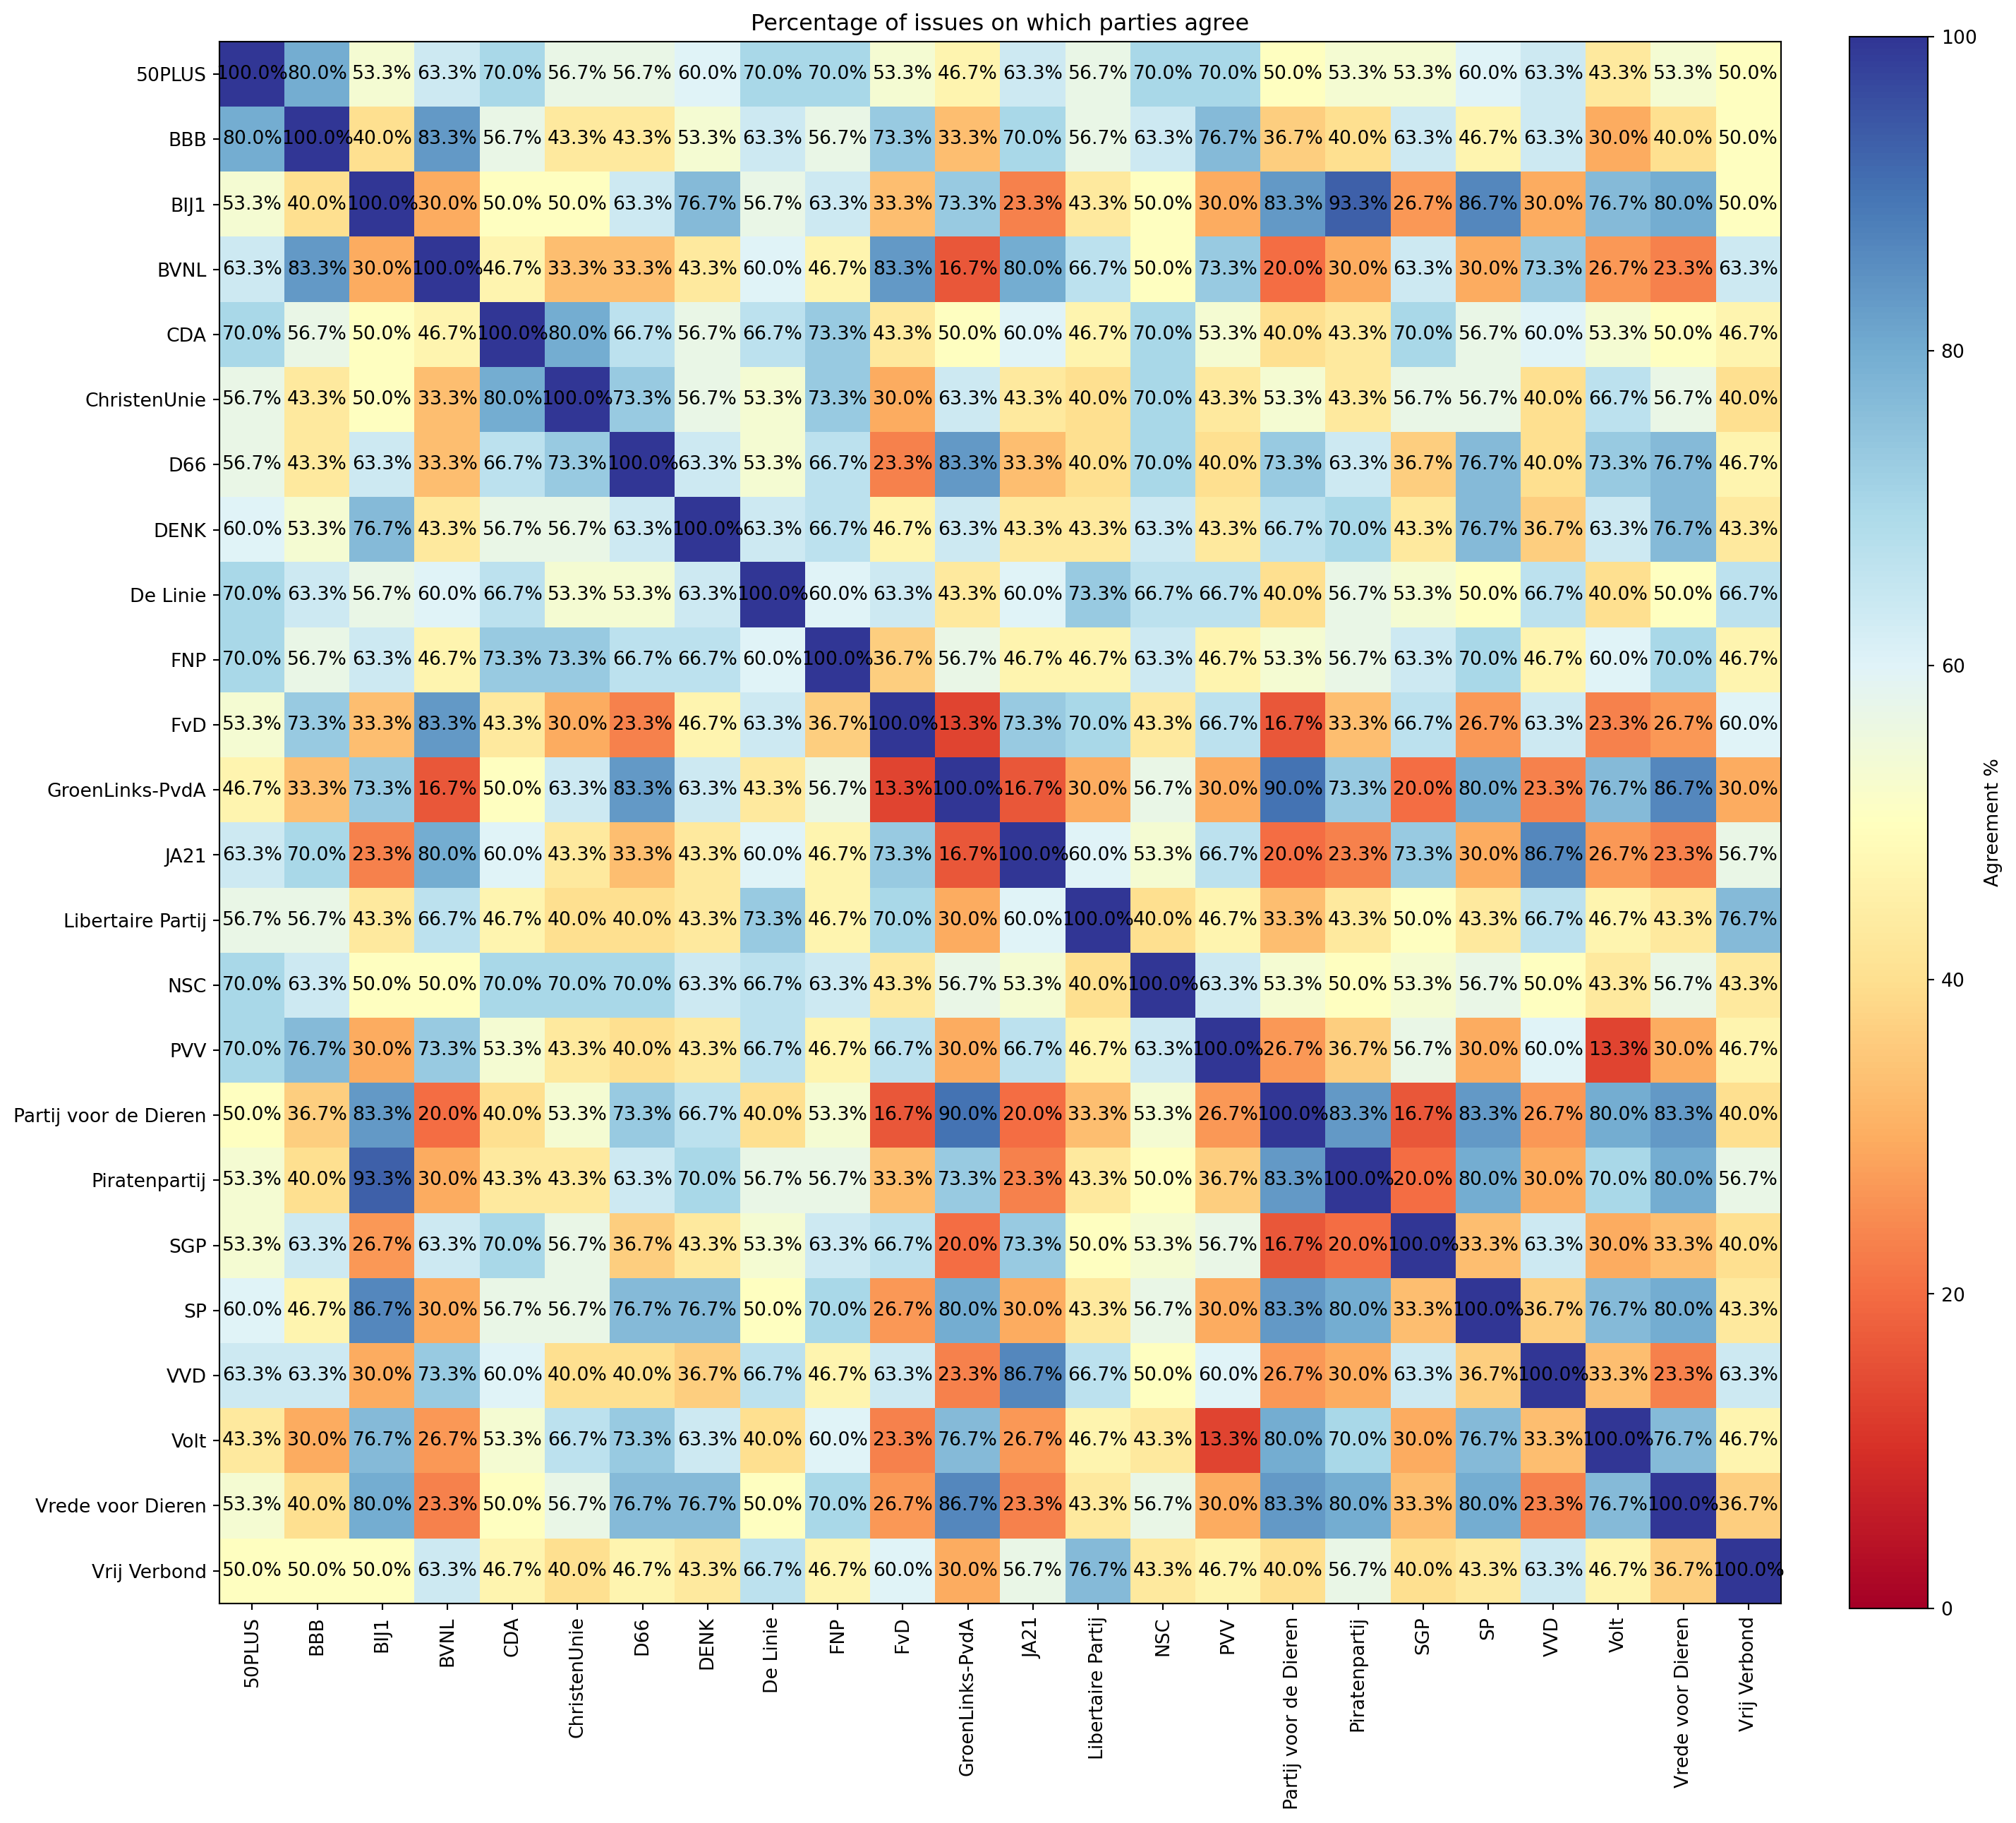 Percentage of issues on which parties agree
50PLUS 100.0% 80.0% 53.3% 63.3% 70.0% 56.7% 56.7% 60.0% 70.0% 70.0% 53.3% 46.7% 63.3% 56.7% 70.0% 70.0% 50.0% 53.3% 53.3% 60.0% 63.3% 43.3% 53.3% 50.0%
BBB 80.0% 100.0% 40.0% 83.3% 56.7% 43.3% 43.3% 53.3% 63.3% 56.7% 73.3% 33.3% 70.0% 56.7% 63.3% 76.7% 36.7% 40.0% 63.3% 46.7% 63.3% 30.0% 40.0% 50.0%
BIJ1 53.3% 40.0% 100.0% 30.0% 50.0% 50.0% 63.3% 76.7% 56.7% 63.3% 33.3% 73.3% 23.3% 43.3% 50.0% 30.0% 83.3% 93.3% 26.7% 86.7% 30.0% 76.7% 80.0% 50.0%
BVNL 63.3% 83.3% 30.0% 100.0% 46.7% 33.3% 33.3% 43.3% 60.0% 46.7% 83.3% 16.7% 80.0% 66.7% 50.0% 73.3% 20.0% 30.0% 63.3% 30.0% 73.3% 26.7% 23.3% 63.3%
CDA 70.0% 56.7% 50.0% 46.7% 100.0% 80.0% 66.7% 56.7% 66.7% 73.3% 43.3% 50.0% 60.0% 46.7% 70.0% 53.3% 40.0% 43.3% 70.0% 56.7% 60.0% 53.3% 50.0% 46.7%
ChristenUnie 56.7% 43.3% 50.0% 33.3% 80.0% 100.0% 73.3% 56.7% 53.3% 73.3% 30.0% 63.3% 43.3% 40.0% 70.0% 43.3% 53.3% 43.3% 56.7% 56.7% 40.0% 66.7% 56.7% 40.0%
D66 56.7% 43.3% 63.3% 33.3% 66.7% 73.3% 100.0% 63.3% 53.3% 66.7% 23.3% 83.3% 33.3% 40.0% 70.0% 40.0% 73.3% 63.3% 36.7% 76.7% 40.0% 73.3% 76.7% 46.7%
DENK 60.0% 53.3% 76.7% 43.3% 56.7% 56.7% 63.3% 100.0% 63.3% 66.7% 46.7% 63.3% 43.3% 43.3% 63.3% 43.3% 66.7% 70.0% 43.3% 76.7% 36.7% 63.3% 76.7% 43.3%
De Linie 70.0% 63.3% 56.7% 60.0% 66.7% 53.3% 53.3% 63.3% 100.0% 60.0% 63.3% 43.3% 60.0% 73.3% 66.7% 66.7% 40.0% 56.7% 53.3% 50.0% 66.7% 40.0% 50.0% 66.7%
FNP 70.0% 56.7% 63.3% 46.7% 73.3% 73.3% 66.7% 66.7% 60.0% 100.0% 36.7% 56.7% 46.7% 46.7% 63.3% 46.7% 53.3% 56.7% 63.3% 70.0% 46.7% 60.0% 70.0% 46.7%
FvD 53.3% 73.3% 33.3% 83.3% 43.3% 30.0% 23.3% 46.7% 63.3% 36.7% 100.0% 13.3% 73.3% 70.0% 43.3% 66.7% 16.7% 33.3% 66.7% 26.7% 63.3% 23.3% 26.7% 60.0%
GroenLinks-PvdA 46.7% 33.3% 73.3% 16.7% 50.0% 63.3% 83.3% 63.3% 43.3% 56.7% 13.3% 100.0% 16.7% 30.0% 56.7% 30.0% 90.0% 73.3% 20.0% 80.0% 23.3% 76.7% 86.7% 30.0%
JA21 63.3% 70.0% 23.3% 80.0% 60.0% 43.3% 33.3% 43.3% 60.0% 46.7% 73.3% 16.7% 100.0% 60.0% 53.3% 66.7% 20.0% 23.3% 73.3% 30.0% 86.7% 26.7% 23.3% 56.7%
Libertaire Partij 56.7% 56.7% 43.3% 66.7% 46.7% 40.0% 40.0% 43.3% 73.3% 46.7% 70.0% 30.0% 60.0% 100.0% 40.0% 46.7% 33.3% 43.3% 50.0% 43.3% 66.7% 46.7% 43.3% 76.7%
NSC 70.0% 63.3% 50.0% 50.0% 70.0% 70.0% 70.0% 63.3% 66.7% 63.3% 43.3% 56.7% 53.3% 40.0% 100.0% 63.3% 53.3% 50.0% 53.3% 56.7% 50.0% 43.3% 56.7% 43.3%
PVV 70.0% 76.7% 30.0% 73.3% 53.3% 43.3% 40.0% 43.3% 66.7% 46.7% 66.7% 30.0% 66.7% 46.7% 63.3% 100.0% 26.7% 36.7% 56.7% 30.0% 60.0% 13.3% 30.0% 46.7%
Partij voor de Dieren 50.0% 36.7% 83.3% 20.0% 40.0% 53.3% 73.3% 66.7% 40.0% 53.3% 16.7% 90.0% 20.0% 33.3% 53.3% 26.7% 100.0% 83.3% 16.7% 83.3% 26.7% 80.0% 83.3% 40.0%
Piratenpartij 53.3% 40.0% 93.3% 30.0% 43.3% 43.3% 63.3% 70.0% 56.7% 56.7% 33.3% 73.3% 23.3% 43.3% 50.0% 36.7% 83.3% 100.0% 20.0% 80.0% 30.0% 70.0% 80.0% 56.7%
SGP 53.3% 63.3% 26.7% 63.3% 70.0% 56.7% 36.7% 43.3% 53.3% 63.3% 66.7% 20.0% 73.3% 50.0% 53.3% 56.7% 16.7% 20.0% 100.0% 33.3% 63.3% 30.0% 33.3% 40.0%
SP 60.0% 46.7% 86.7% 30.0% 56.7% 56.7% 76.7% 76.7% 50.0% 70.0% 26.7% 80.0% 30.0% 43.3% 56.7% 30.0% 83.3% 80.0% 33.3% 100.0% 36.7% 76.7% 80.0% 43.3%
VVD 63.3% 63.3% 30.0% 73.3% 60.0% 40.0% 40.0% 36.7% 66.7% 46.7% 63.3% 23.3% 86.7% 66.7% 50.0% 60.0% 26.7% 30.0% 63.3% 36.7% 100.0% 33.3% 23.3% 63.3%
Volt 43.3% 30.0% 76.7% 26.7% 53.3% 66.7% 73.3% 63.3% 40.0% 60.0% 23.3% 76.7% 26.7% 46.7% 43.3% 13.3% 80.0% 70.0% 30.0% 76.7% 33.3% 100.0% 76.7% 46.7%
Vrede voor Dieren 53.3% 40.0% 80.0% 23.3% 50.0% 56.7% 76.7% 76.7% 50.0% 70.0% 26.7% 86.7% 23.3% 43.3% 56.7% 30.0% 83.3% 80.0% 33.3% 80.0% 23.3% 76.7% 100.0% 36.7%
Vrij Verbond 50.0% 50.0% 50.0% 63.3% 46.7% 40.0% 46.7% 43.3% 66.7% 46.7% 60.0% 30.0% 56.7% 76.7% 43.3% 46.7% 40.0% 56.7% 40.0% 43.3% 63.3% 46.7% 36.7% 100.0%
50PLUS
BBB
BIJ1
BVNL
CDA
ChristenUnie
D66
DENK
De Linie
FNP
FvD
GroenLinks-PvdA
JA21
Libertaire Partij
NSC
PVV
Partij voor de Dieren
Piratenpartij
SGP
SP
VVD
Volt
Vrede voor Dieren
Vrij Verbond
100
80
60
40
20
0
Agreement %